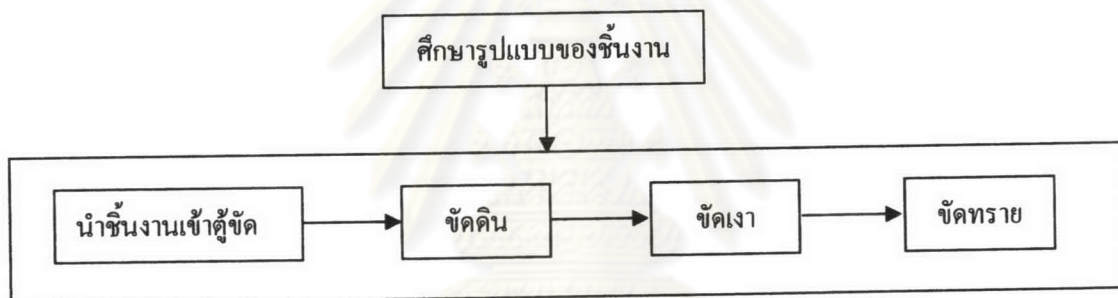 ศึกษารูปแบบของชิ้นงาน
นำชิ้นงานเข้าตู้ขัด
ขัดดิน
ขัดเงา
ขัดทราย